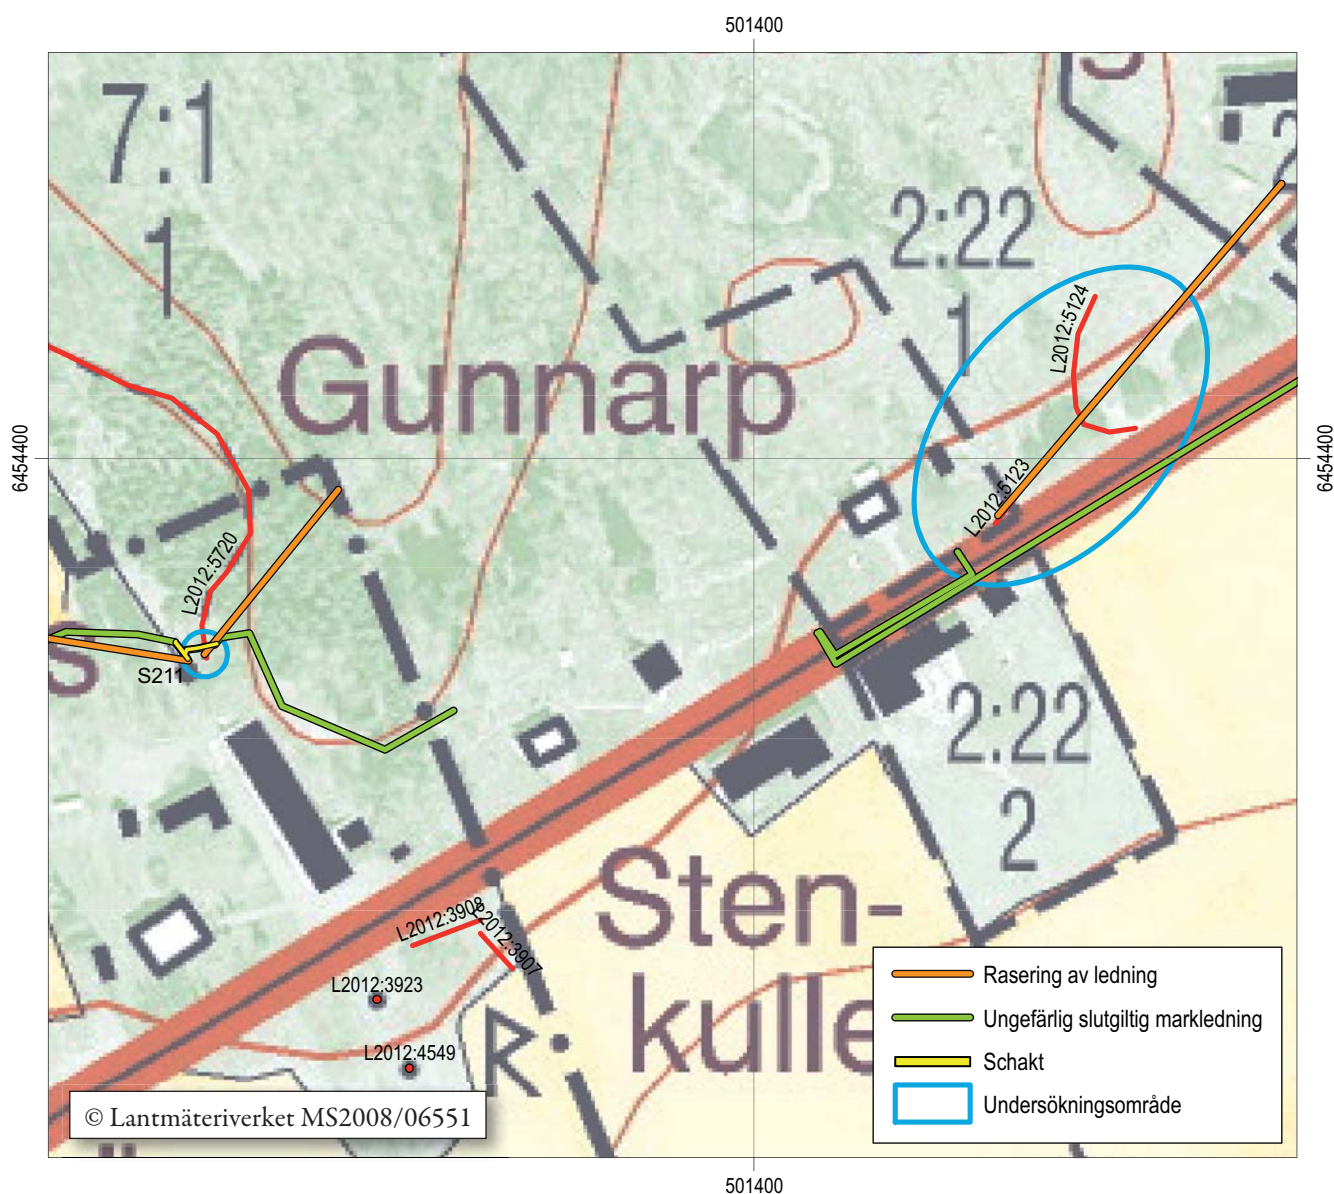 501400
7:1
1
2:22
1
L2012:5124
Gunnarp
6454400
6454400
L2012:5123
L2012:5720
S211
2:22
2
Sten-
kulle
L2012:3908
L2012:3907
L2012:3923
L2012:4549
R
Rasering av ledning
Ungefärlig slutgiltig markledning
Schakt
Undersökningsområde
© Lantmäteriverket MS2008/06551
501400